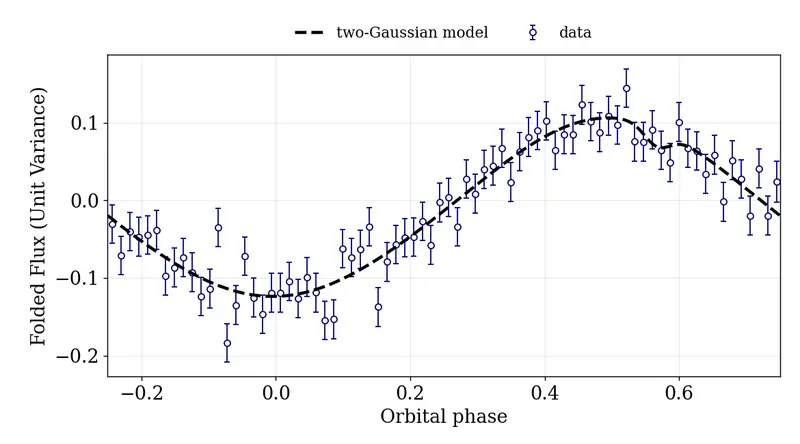 two-Gaussian model
data
Folded Flux (Unit Variance)
0.1
0.0
−0.1
−0.2
−0.2
0.0
0.2
0.4
0.6
Orbital phase